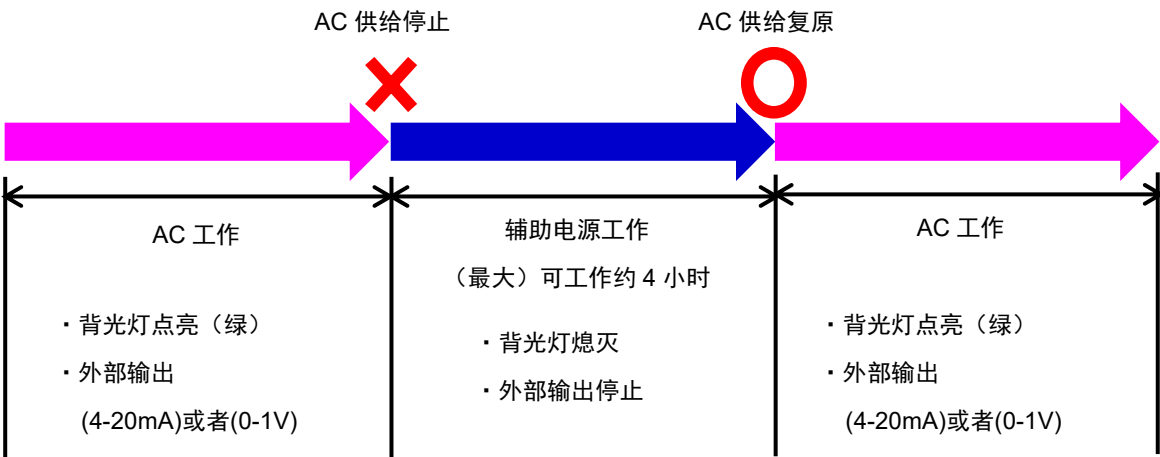 AC 供给停止
AC 供给复原
AC 工作
・背光灯点亮（绿）
・外部输出
(4-20mA)或者(0-1V)
辅助电源工作
（最大）可工作约 4 小时
・背光灯熄灭
・外部输出停止
AC 工作
・背光灯点亮（绿）
・外部输出
(4-20mA)或者(0-1V)